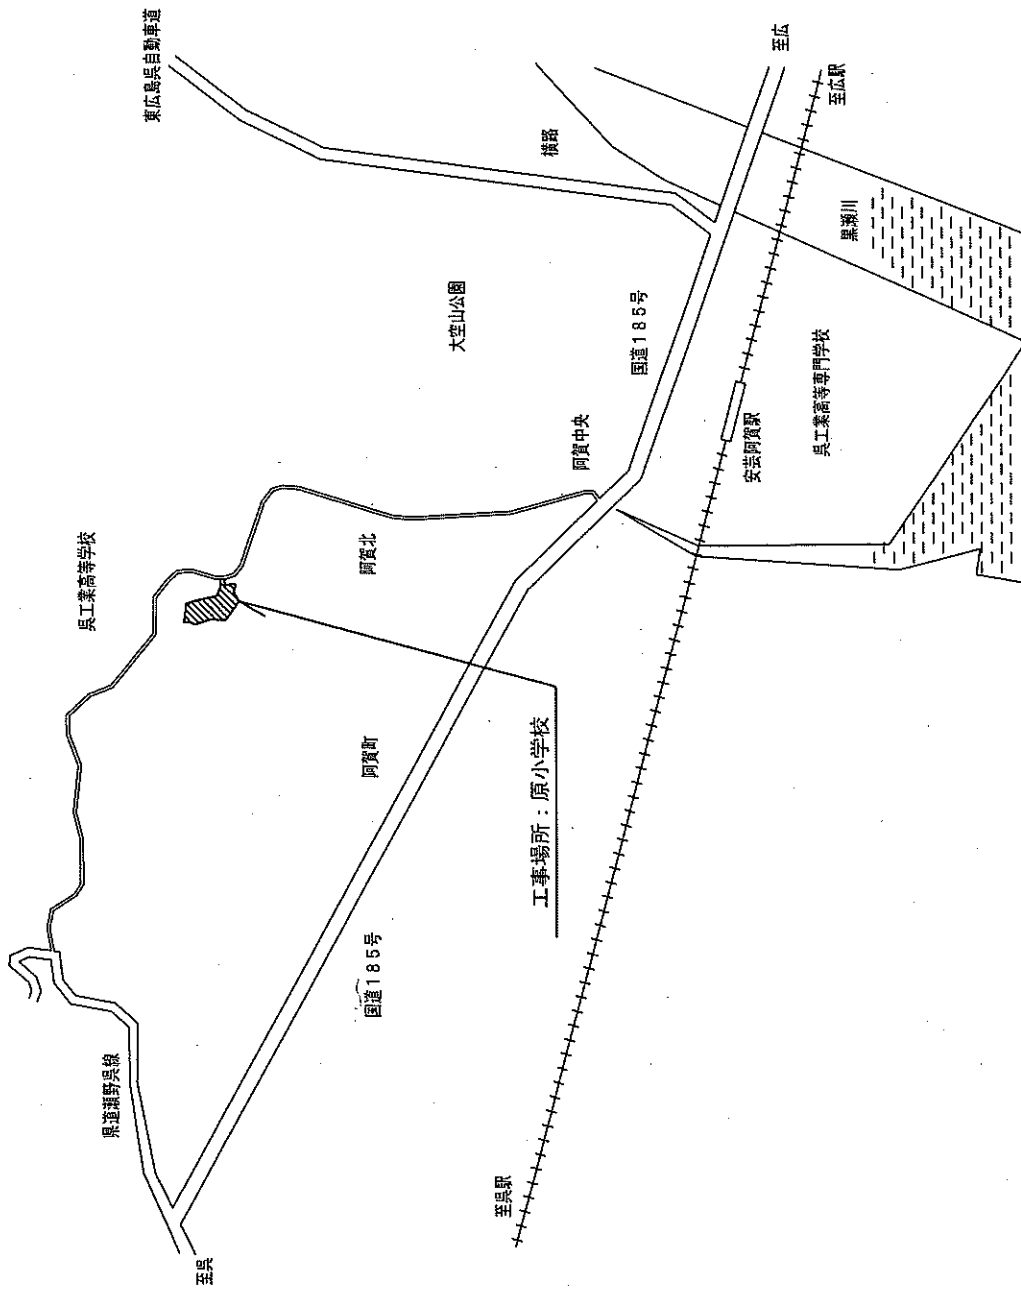 東広島呉自動車道
至広
至広駅
横路
黒瀬川
大空山公園
国道185号
呉工業高等専門学校
安芸阿賀駅
阿賀中央
呉工業高等学校
阿賀北
阿賀町
工事場所：原小学校
国道185号
県道瀬野呉線
至呉駅
至呉